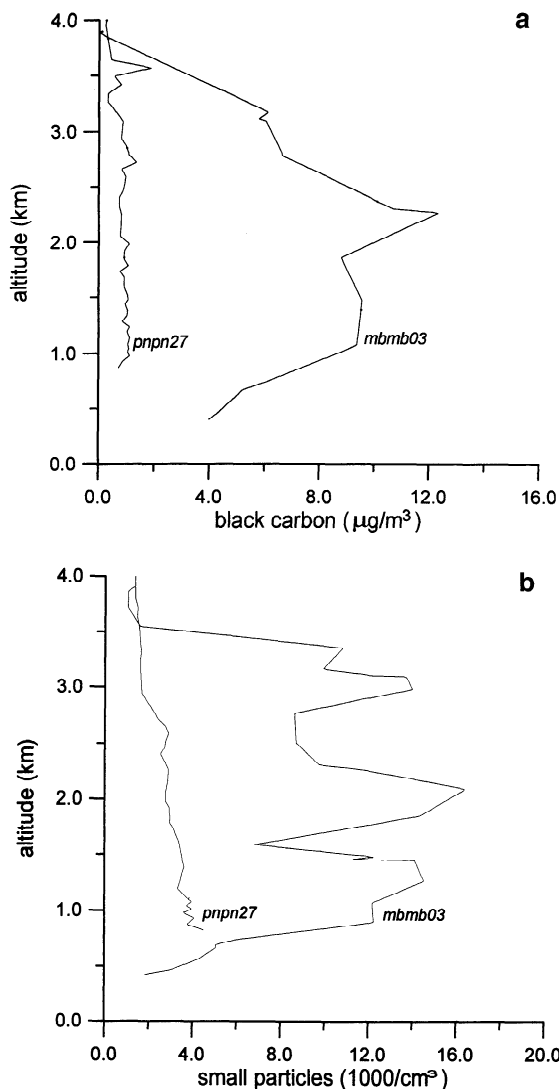 a
4.0
3.0
2.0
1.0
0.0
altitude (km)
pnpn27
mbmb03
0.0 4.0 8.0 12.0 16.0
black carbon (μg/m³)
b
4.0
3.0
2.0
1.0
0.0
altitude (km)
pnpn27
mbmb03
0.0 4.0 8.0 12.0 16.0 20.0
small particles (1000/cm³)